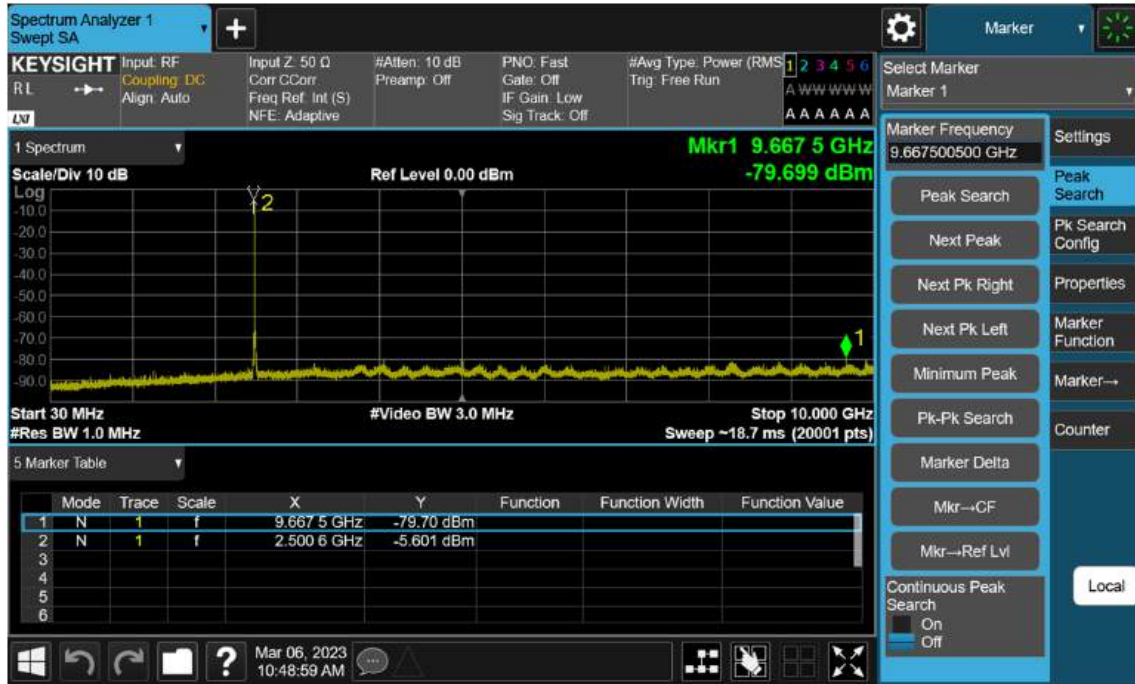 Spectrum Analyzer 1
Swept SA
+
Marker
KEYSIGHT
RL
LXI
Input: RF
Coupling: DC
Align: Auto
Input Z: 50 Ω
Corr CCorr
Freq Ref: Int (S)
NFE: Adaptive
#Atten: 10 dB
Preamp: Off
PNO: Fast
Gate: Off
IF Gain: Low
Sig Track: Off
#Avg Type: Power (RMS
Trig: Free Run
1 2 3 4 5 6
A W W W W W
A A A A A A
Select Marker
Marker 1
1 Spectrum
Mkr1 9.667 5 GHz
-79.699 dBm
Scale/Div 10 dB
Ref Level 0.00 dBm
Log
-10.0
-20.0
-30.0
-40.0
-50.0
-60.0
-70.0
-80.0
-90.0
2
1
Start 30 MHz
#Video BW 3.0 MHz
Stop 10.000 GHz
#Res BW 1.0 MHz
Sweep ~18.7 ms (20001 pts)
5 Marker Table
Mode Trace Scale X Y Function Function Width Function Value
1 N 1 f 9.667 5 GHz -79.70 dBm
2 N 1 f 2.500 6 GHz -5.601 dBm
3
4
5
6
Marker Frequency
9.667500500 GHz
Peak Search
Next Peak
Next Pk Right
Next Pk Left
Minimum Peak
Pk-Pk Search
Marker Delta
Mkr→CF
Mkr→Ref Lvl
Continuous Peak
Search
On
Off
Settings
Peak
Search
Pk Search
Config
Properties
Marker
Function
Marker→
Counter
Local
?
Mar 06, 2023
10:48:59 AM